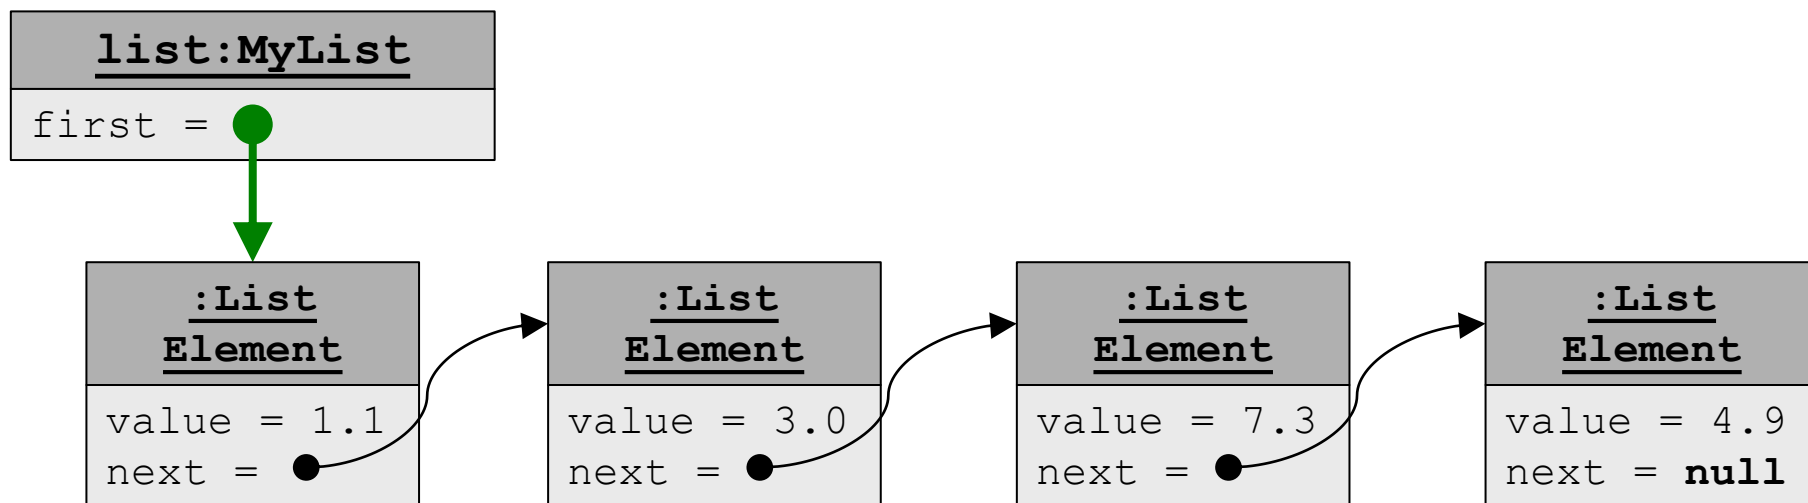 list:MyList
first =
:List
Element
value = 1.1
next =
:List
Element
value = 3.0
next =
:List
Element
value = 7.3
next =
:List
Element
value = 4.9
next = null